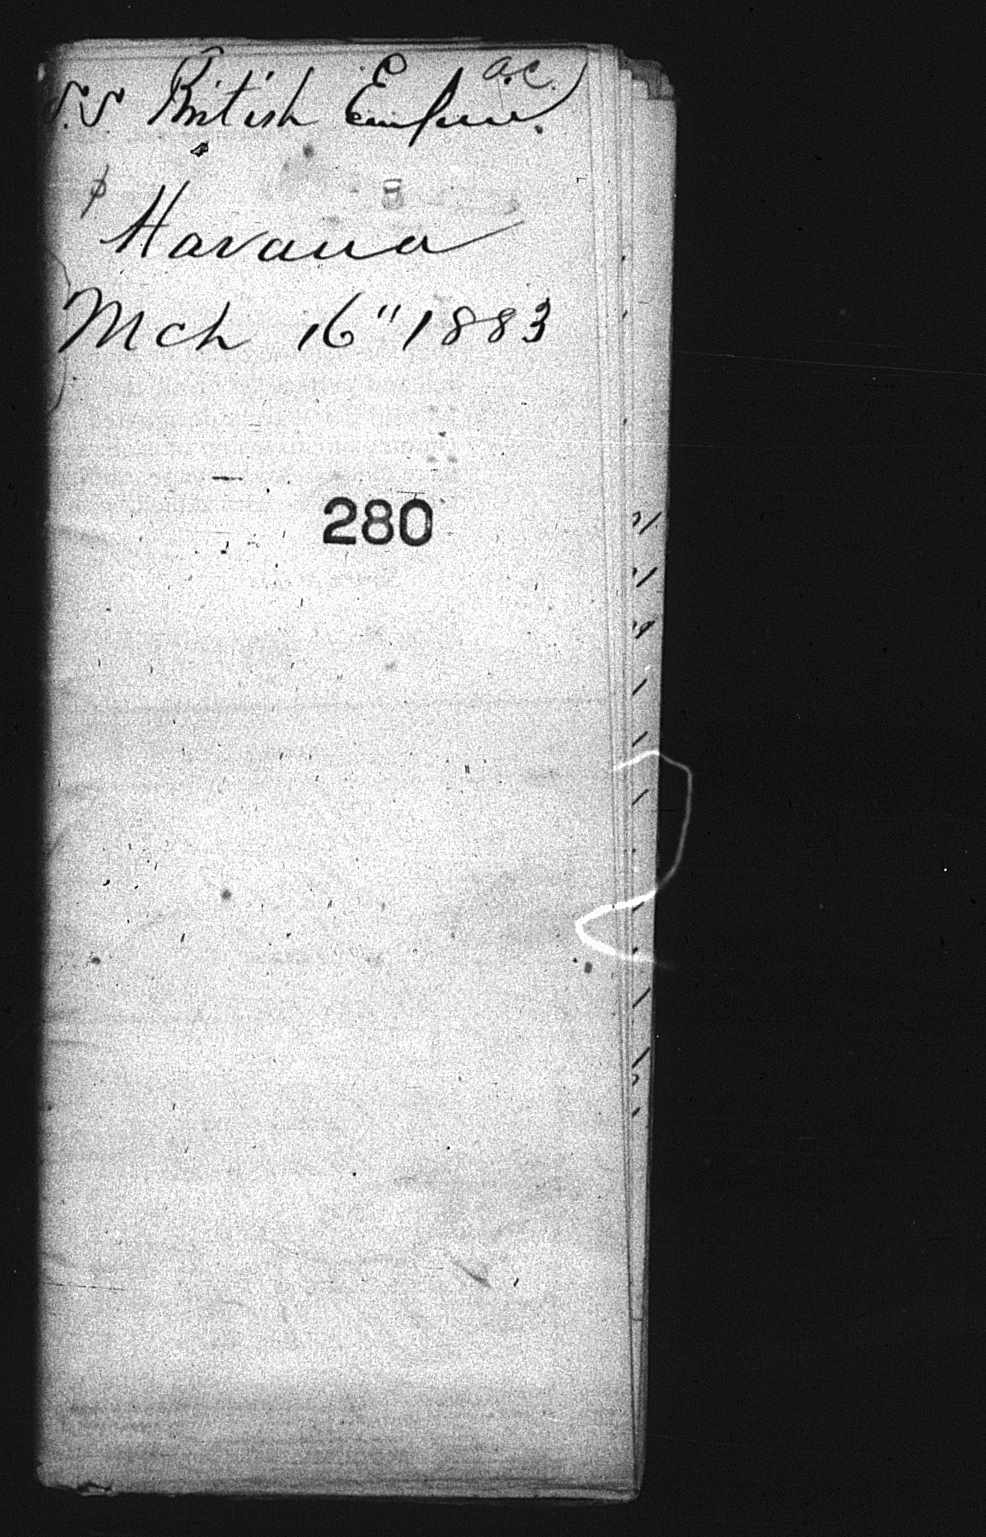 a.c.
S.S. British Empire.
Havana
Mch 16" 1883
280